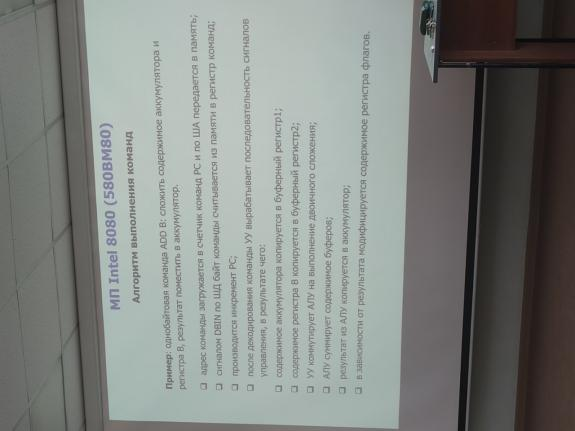 МП Intel 8080 (580ВМ80)
Алгоритм выполнения команд
Пример: однобайтовая команда ADD B: сложить содержимое аккумулятора и
регистра B, результат поместить в аккумулятор.
❑ адрес команды загружается в счетчик команд PC и по ША передается в память;
❑ сигналом DBIN по ШД байт команды считывается из памяти в регистр команд;
❑ производится инкремент PC;
❑ после декодирования команды УУ вырабатывает последовательность сигналов
управления, в результате чего:
❑ содержимое аккумулятора копируется в буферный регистр1;
❑ содержимое регистра B копируется в буферный регистр2;
❑ УУ коммутирует АЛУ на выполнение двоичного сложения;
❑ АЛУ суммирует содержимое буферов;
❑ результат из АЛУ копируется в аккумулятор;
❑ в зависимости от результата модифицируется содержимое регистра флагов.